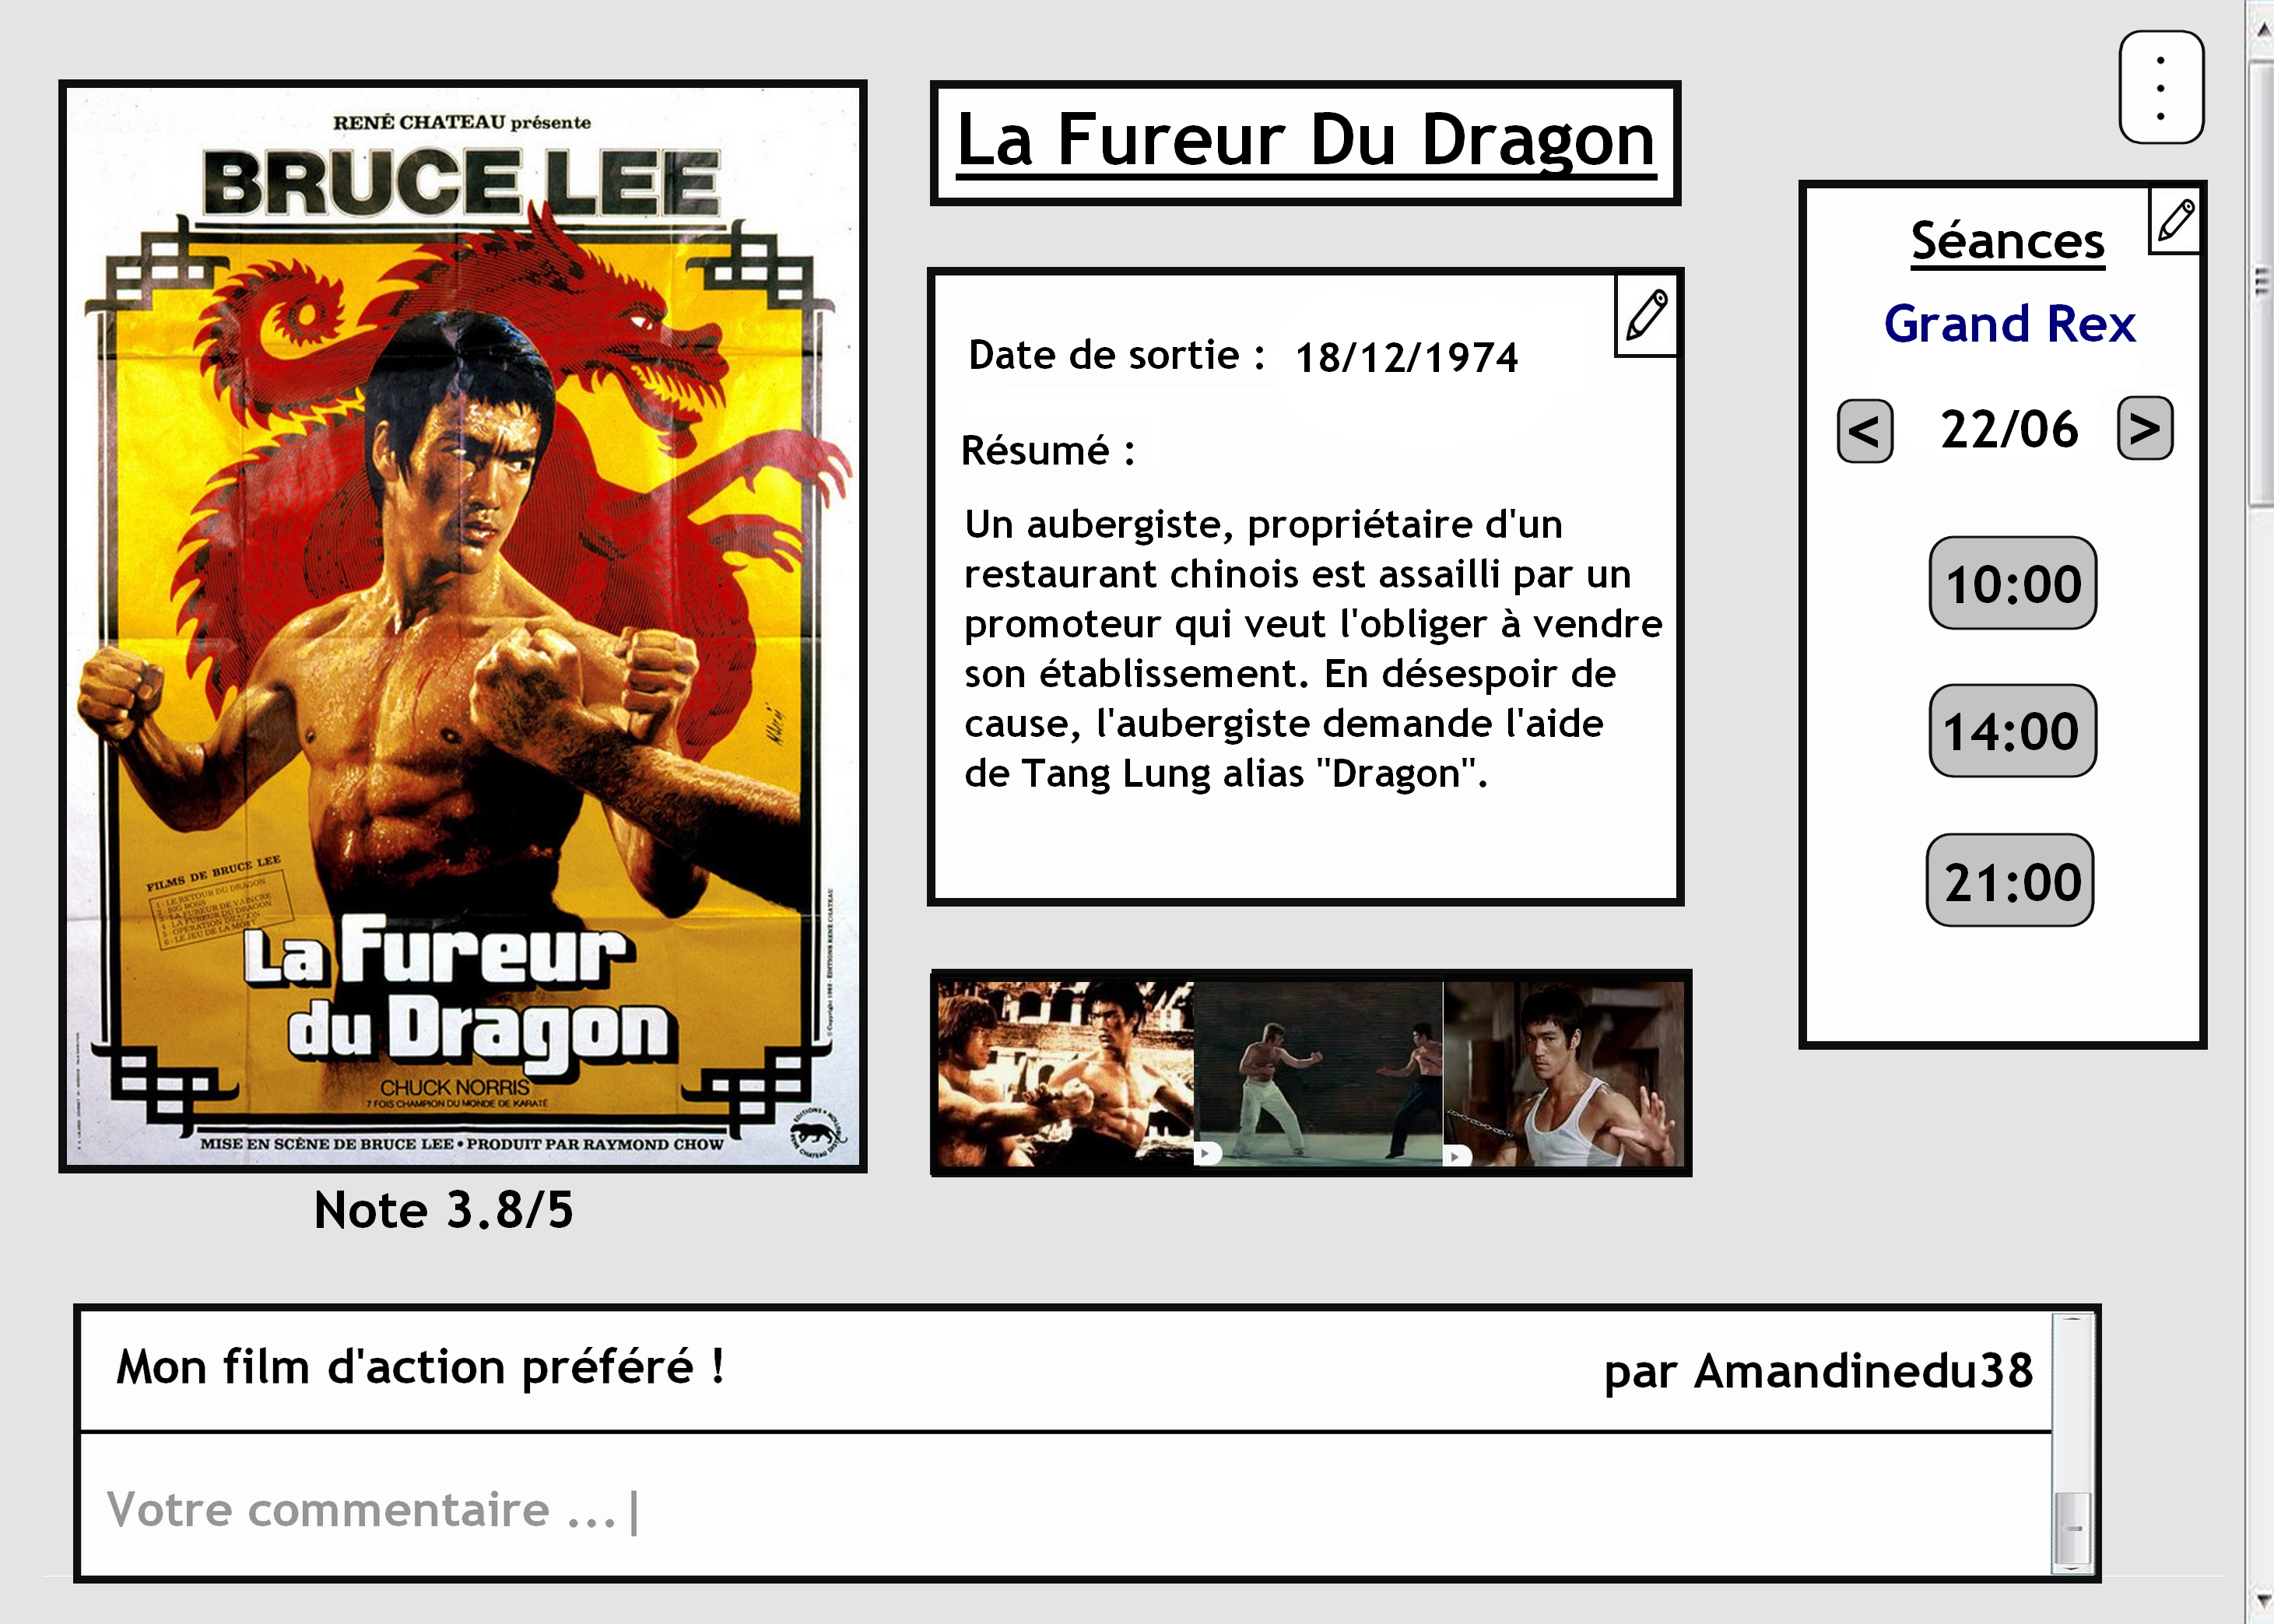 RENÉ CHATEAU présente
BRUCE LEE
FILMS DE BRUCE LEE
1 - LE RETOUR DU DRAGON
2 - BIG BOSS
3 - LA FUREUR DE VAINCRE
4 - LA FUREUR DU DRAGON
5 - OPÉRATION DRAGON
6 - LE JEU DE LA MORT
La Fureur
du Dragon
CHUCK NORRIS
7 FOIS CHAMPION DU MONDE DE KARATÉ
MISE EN SCÈNE DE BRUCE LEE • PRODUIT PAR RAYMOND CHOW
Note 3.8/5
La Fureur Du Dragon
Date de sortie : 18/12/1974
Résumé :
Un aubergiste, propriétaire d'un
restaurant chinois est assailli par un
promoteur qui veut l'obliger à vendre
son établissement. En désespoir de
cause, l'aubergiste demande l'aide
de Tang Lung alias "Dragon".
Séances
Grand Rex
< 22/06 >
10:00
14:00
21:00
Mon film d'action préféré ! par Amandinedu38
Votre commentaire ...|